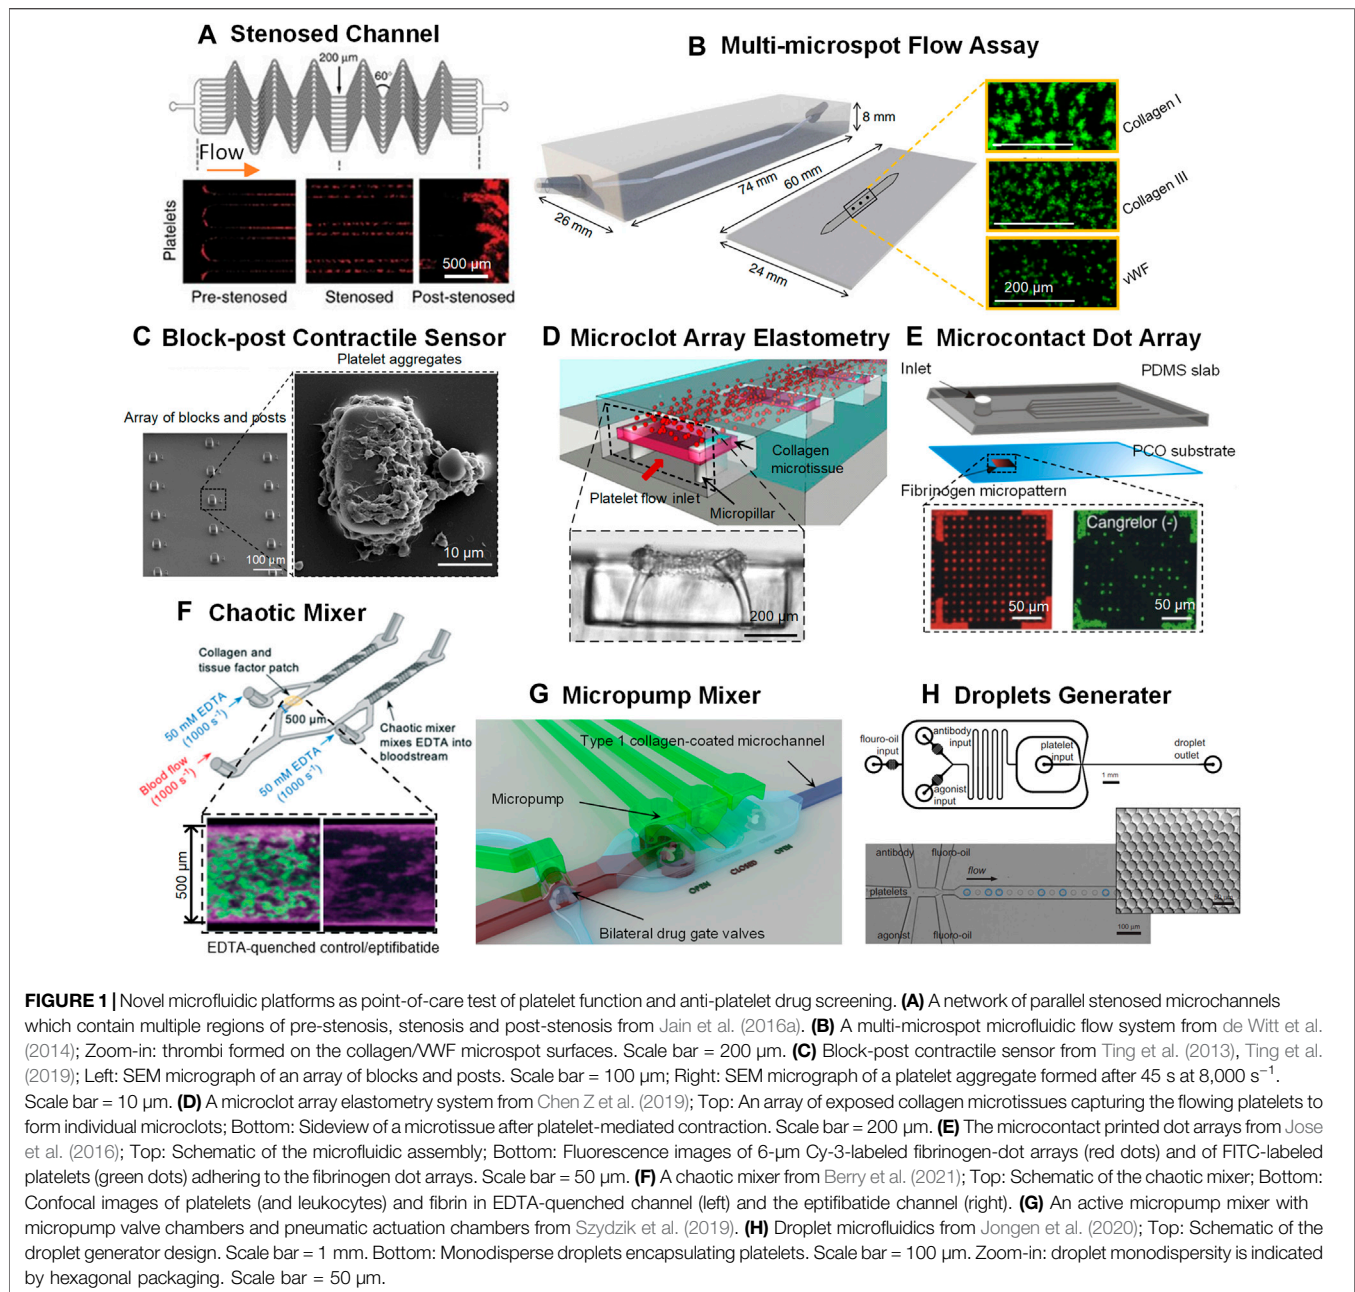 A Stenosed Channel
200 μm
60°
Flow
Platelets
500 μm
Pre-stenosed Stenosed Post-stenosed
B Multi-microspot Flow Assay
8 mm
74 mm
60 mm
26 mm
24 mm
Collagen I
Collagen III
vWF
200 μm
C Block-post Contractile Sensor
Platelet aggregates
Array of blocks and posts
100 μm
10 μm
D Microclot Array Elastometry
Collagen
microtissue
Platelet flow inlet
Micropillar
200 μm
E Microcontact Dot Array
Inlet
PDMS slab
PCO substrate
Fibrinogen micropattern
Cangrelor (-)
50 μm
50 μm
F Chaotic Mixer
Collagen and
tissue factor patch
50 mM EDTA
(1000 s⁻¹)
500 μm
Blood flow
(1000 s⁻¹)
50 mM EDTA
(1000 s⁻¹)
Chaotic mixer
mixes EDTA into
bloodstream
500 μm
EDTA-quenched control/eptifibatide
G Micropump Mixer
Type 1 collagen-coated microchannel
Micropump
OPEN CLOSED OPEN
Bilateral drug gate valves
H Droplets Generater
flouro-oil
input
antibody
input
agonist
input
platelet
input
droplet
outlet
1 mm
antibody fluoro-oil
flow
platelets
agonist fluoro-oil
100 μm
FIGURE 1 | Novel microfluidic platforms as point-of-care test of platelet function and anti-platelet drug screening. (A) A network of parallel stenosed microchannels
which contain multiple regions of pre-stenosis, stenosis and post-stenosis from Jain et al. (2016a). (B) A multi-microspot microfluidic flow system from de Witt et al.
(2014); Zoom-in: thrombi formed on the collagen/VWF microspot surfaces. Scale bar = 200 μm. (C) Block-post contractile sensor from Ting et al. (2013), Ting et al.
(2019); Left: SEM micrograph of an array of blocks and posts. Scale bar = 100 μm; Right: SEM micrograph of a platelet aggregate formed after 45 s at 8,000 s⁻¹.
Scale bar = 10 μm. (D) A microclot array elastometry system from Chen Z et al. (2019); Top: An array of exposed collagen microtissues capturing the flowing platelets to
form individual microclots; Bottom: Sideview of a microtissue after platelet-mediated contraction. Scale bar = 200 μm. (E) The microcontact printed dot arrays from Jose
et al. (2016); Top: Schematic of the microfluidic assembly; Bottom: Fluorescence images of 6-μm Cy-3-labeled fibrinogen-dot arrays (red dots) and of FITC-labeled
platelets (green dots) adhering to the fibrinogen dot arrays. Scale bar = 50 μm. (F) A chaotic mixer from Berry et al. (2021); Top: Schematic of the chaotic mixer; Bottom:
Confocal images of platelets (and leukocytes) and fibrin in EDTA-quenched channel (left) and the eptifibatide channel (right). (G) An active micropump mixer with
micropump valve chambers and pneumatic actuation chambers from Szydzik et al. (2019). (H) Droplet microfluidics from Jongen et al. (2020); Top: Schematic of the
droplet generator design. Scale bar = 1 mm. Bottom: Monodisperse droplets encapsulating platelets. Scale bar = 100 μm. Zoom-in: droplet monodispersity is indicated
by hexagonal packaging. Scale bar = 50 μm.